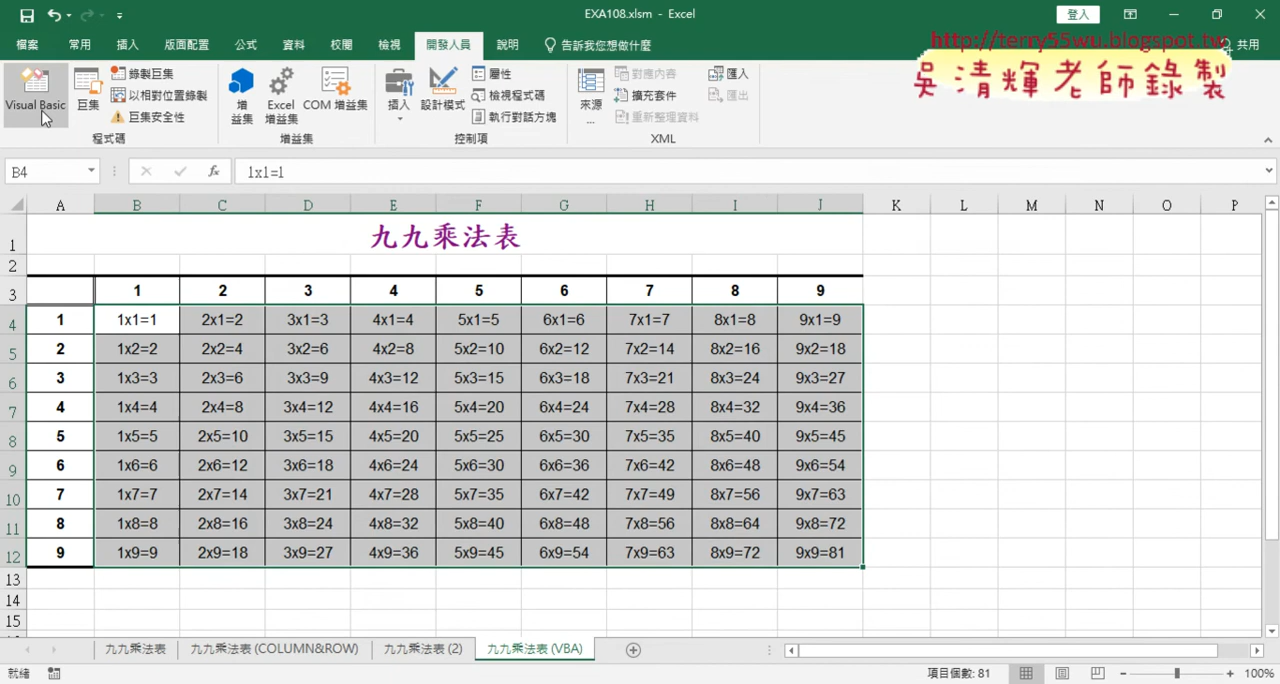 EXA108.xlsm - Excel
登入
檔案 常用 插入 版面配置 公式 資料 校閱 檢視 開發人員 說明 告訴我您想做什麼 共用
http://terry55wu.blogspot.tw
吳清輝老師錄製
Visual Basic
巨集
錄製巨集
以相對位置錄製
巨集安全性
程式碼
增益集
Excel 增益集
COM 增益集
增益集
插入
設計模式
屬性
檢視程式碼
執行對話方塊
控制項
來源...
對應內容
擴充套件
重新整理資料
匯入
匯出
XML
B4
fx
1x1=1
A B C D E F G H I J K L M N O P
1 九九乘法表
2
3 1 2 3 4 5 6 7 8 9
4 1 1x1=1 2x1=2 3x1=3 4x1=4 5x1=5 6x1=6 7x1=7 8x1=8 9x1=9
5 2 1x2=2 2x2=4 3x2=6 4x2=8 5x2=10 6x2=12 7x2=14 8x2=16 9x2=18
6 3 1x3=3 2x3=6 3x3=9 4x3=12 5x3=15 6x3=18 7x3=21 8x3=24 9x3=27
7 4 1x4=4 2x4=8 3x4=12 4x4=16 5x4=20 6x4=24 7x4=28 8x4=32 9x4=36
8 5 1x5=5 2x5=10 3x5=15 4x5=20 5x5=25 6x5=30 7x5=35 8x5=40 9x5=45
9 6 1x6=6 2x6=12 3x6=18 4x6=24 5x6=30 6x6=36 7x6=42 8x6=48 9x6=54
10 7 1x7=7 2x7=14 3x7=21 4x7=28 5x7=35 6x7=42 7x7=49 8x7=56 9x7=63
11 8 1x8=8 2x8=16 3x8=24 4x8=32 5x8=40 6x8=48 7x8=56 8x8=64 9x8=72
12 9 1x9=9 2x9=18 3x9=27 4x9=36 5x9=45 6x9=54 7x9=63 8x9=72 9x9=81
13
14
15
九九乘法表 九九乘法表 (COLUMN&ROW) 九九乘法表 (2) 九九乘法表 (VBA)
就緒 項目個數: 81 100%